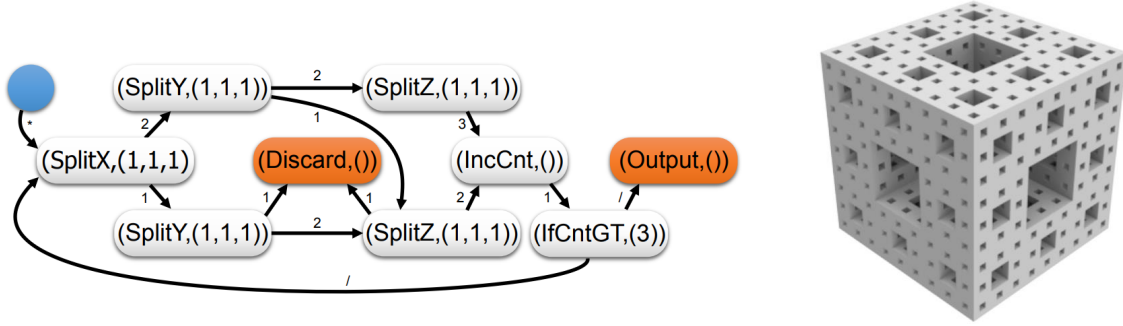 (SplitY,(1,1,1))
2
(SplitZ,(1,1,1))
1
*
2
3
(SplitX,(1,1,1)
(Discard,())
(IncCnt,())
(Output,())
1
1
1
2
1
/
(SplitY,(1,1,1))
2
(SplitZ,(1,1,1))
(IfCntGT,(3))
/